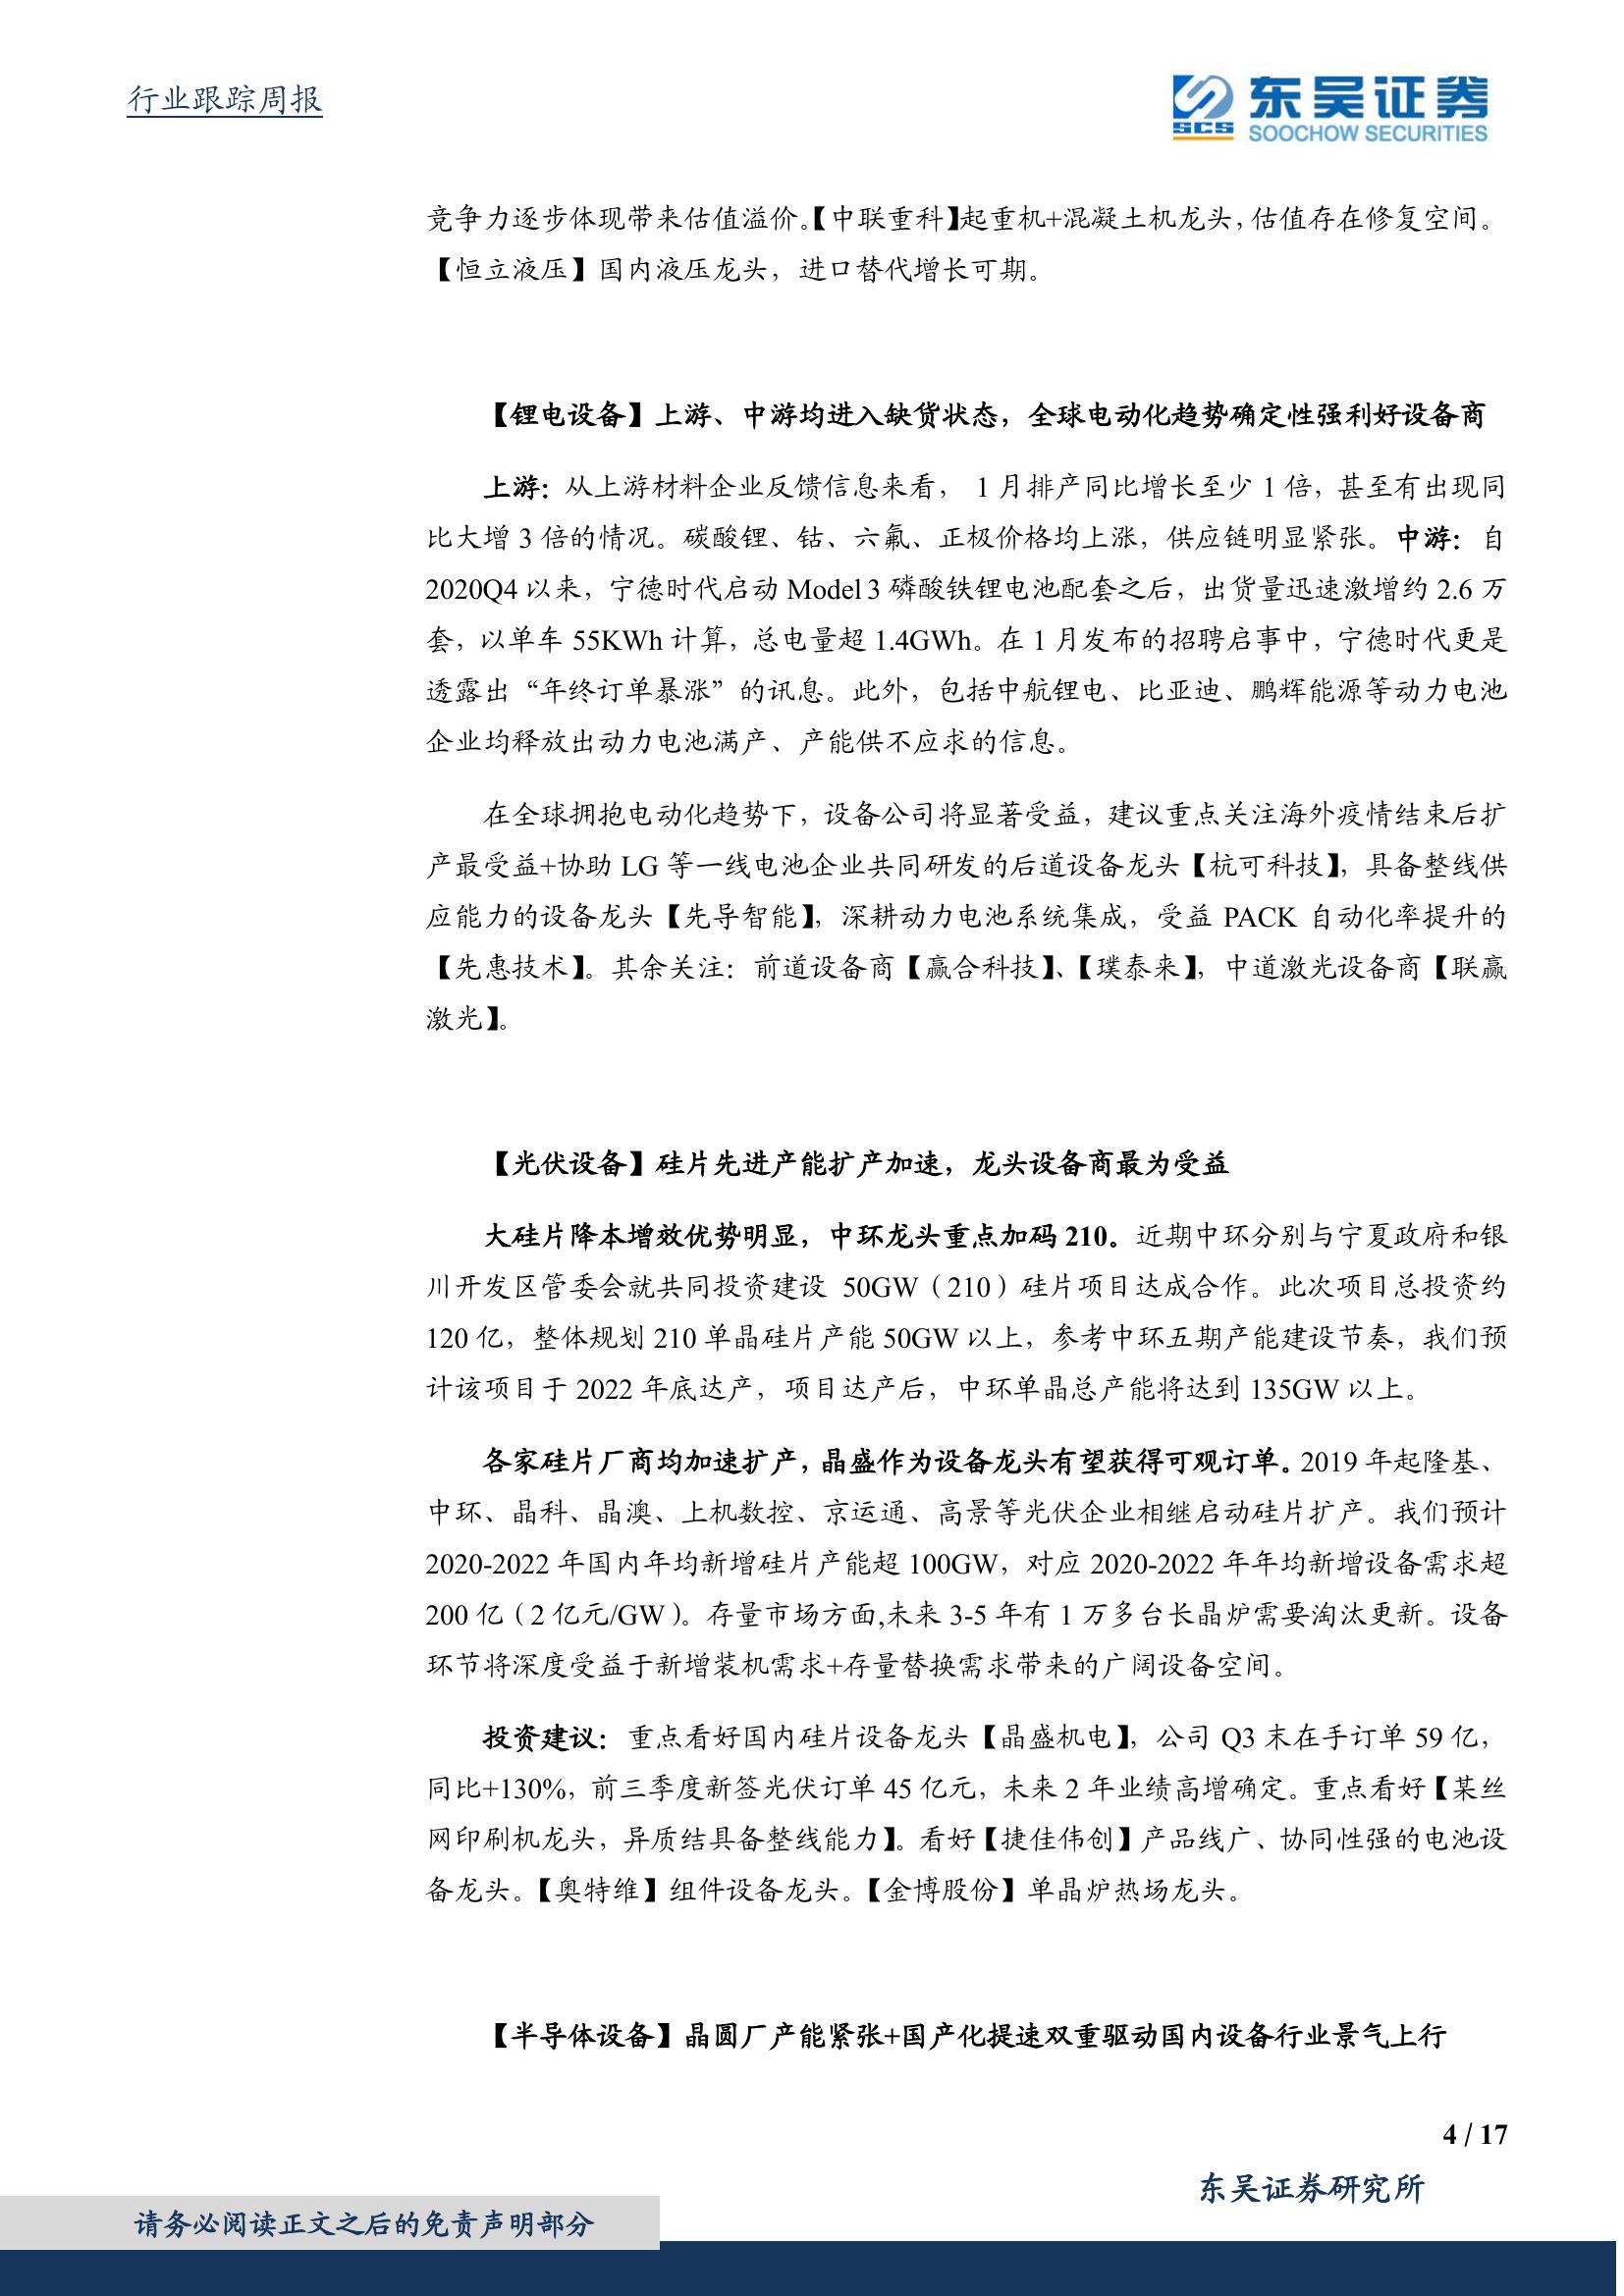 行业跟踪周报
SCS 东吴证券
SOOCHOW SECURITIES
竞争力逐步体现带来估值溢价。【中联重科】起重机+混凝土机龙头，估值存在修复空间。
【恒立液压】国内液压龙头，进口替代增长可期。
【锂电设备】上游、中游均进入缺货状态，全球电动化趋势确定性强利好设备商
上游：从上游材料企业反馈信息来看， 1 月排产同比增长至少 1 倍，甚至有出现同
比大增 3 倍的情况。碳酸锂、钴、六氟、正极价格均上涨，供应链明显紧张。中游：自
2020Q4 以来，宁德时代启动 Model 3 磷酸铁锂电池配套之后，出货量迅速激增约 2.6 万
套，以单车 55KWh 计算，总电量超 1.4GWh。在 1 月发布的招聘启事中，宁德时代更是
透露出“年终订单暴涨”的讯息。此外，包括中航锂电、比亚迪、鹏辉能源等动力电池
企业均释放出动力电池满产、产能供不应求的信息。
在全球拥抱电动化趋势下，设备公司将显著受益，建议重点关注海外疫情结束后扩
产最受益+协助 LG 等一线电池企业共同研发的后道设备龙头【杭可科技】，具备整线供
应能力的设备龙头【先导智能】，深耕动力电池系统集成，受益 PACK 自动化率提升的
【先惠技术】。其余关注：前道设备商【赢合科技】、【璞泰来】，中道激光设备商【联赢
激光】。
【光伏设备】硅片先进产能扩产加速，龙头设备商最为受益
大硅片降本增效优势明显，中环龙头重点加码 210。近期中环分别与宁夏政府和银
川开发区管委会就共同投资建设 50GW（210）硅片项目达成合作。此次项目总投资约
120 亿，整体规划 210 单晶硅片产能 50GW 以上，参考中环五期产能建设节奏，我们预
计该项目于 2022 年底达产，项目达产后，中环单晶总产能将达到 135GW 以上。
各家硅片厂商均加速扩产，晶盛作为设备龙头有望获得可观订单。2019 年起隆基、
中环、晶科、晶澳、上机数控、京运通、高景等光伏企业相继启动硅片扩产。我们预计
2020-2022 年国内年均新增硅片产能超 100GW，对应 2020-2022 年年均新增设备需求超
200 亿（2 亿元/GW）。存量市场方面,未来 3-5 年有 1 万多台长晶炉需要淘汰更新。设备
环节将深度受益于新增装机需求+存量替换需求带来的广阔设备空间。
投资建议：重点看好国内硅片设备龙头【晶盛机电】，公司 Q3 末在手订单 59 亿，
同比+130%，前三季度新签光伏订单 45 亿元，未来 2 年业绩高增确定。重点看好【某丝
网印刷机龙头，异质结具备整线能力】。看好【捷佳伟创】产品线广、协同性强的电池设
备龙头。【奥特维】组件设备龙头。【金博股份】单晶炉热场龙头。
【半导体设备】晶圆厂产能紧张+国产化提速双重驱动国内设备行业景气上行
4 / 17
东吴证券研究所
请务必阅读正文之后的免责声明部分